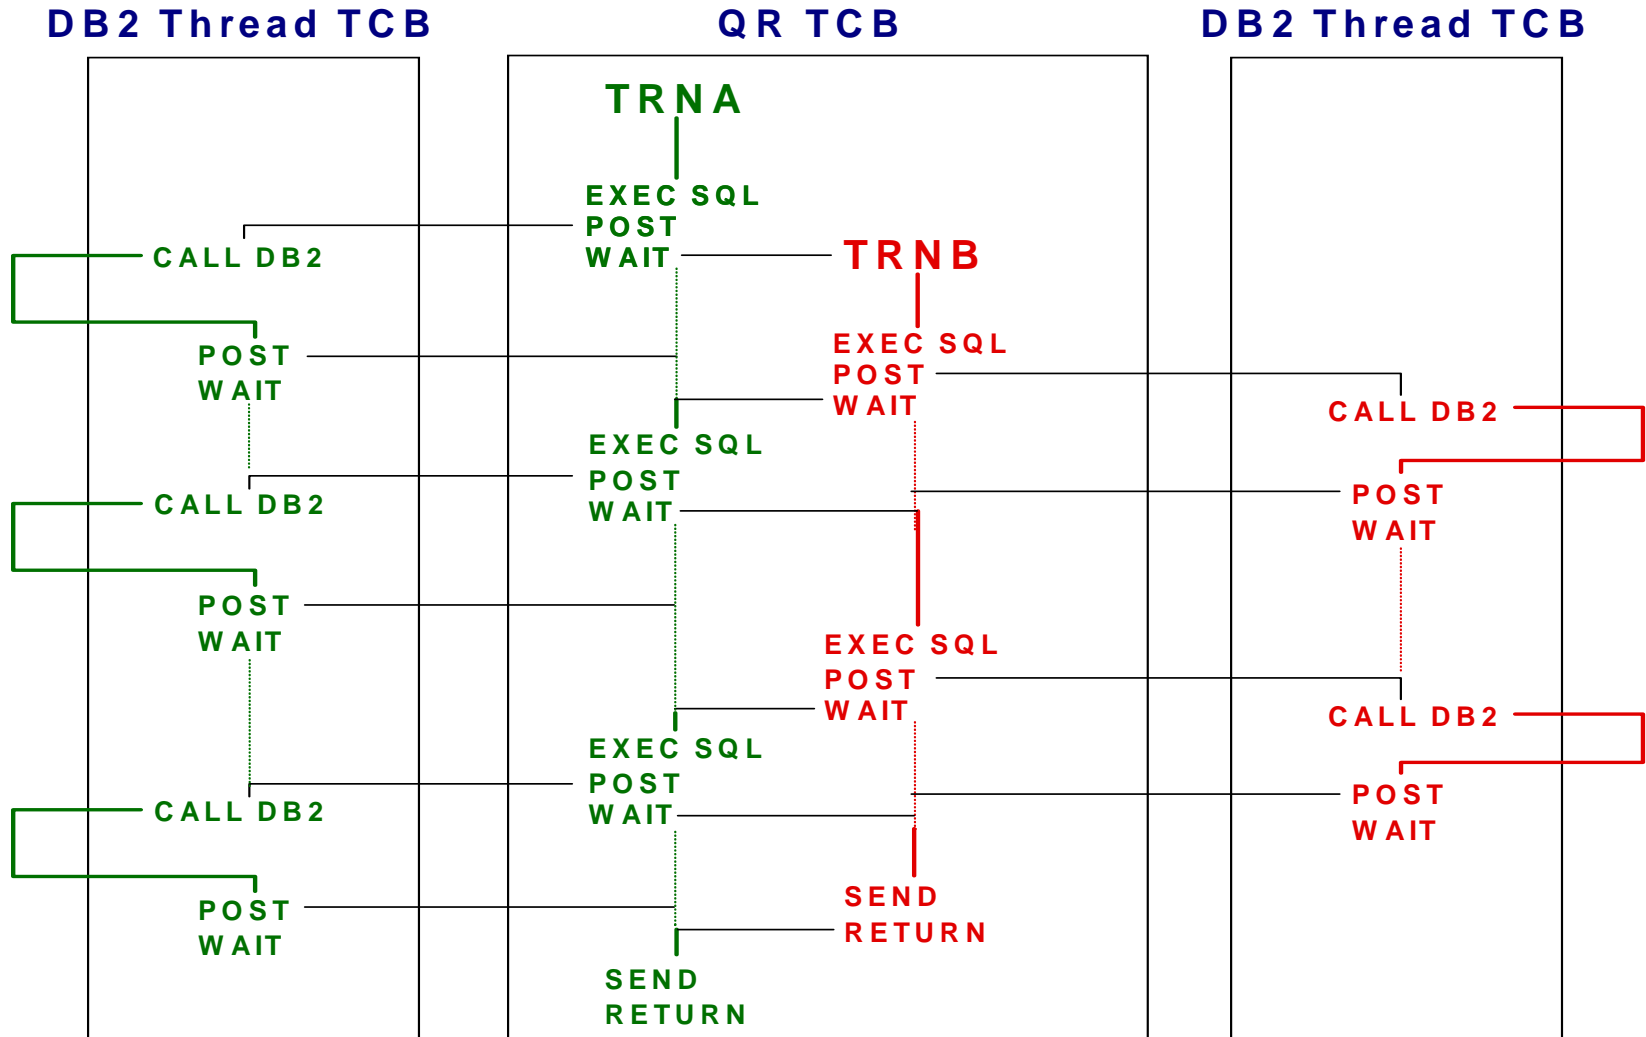 DB2 Thread TCB
QR TCB
DB2 Thread TCB
TRNA
EXEC SQL
POST
WAIT
CALL DB2
TRNB
POST
WAIT
EXEC SQL
POST
WAIT
CALL DB2
EXEC SQL
POST
WAIT
CALL DB2
POST
WAIT
POST
WAIT
EXEC SQL
POST
WAIT
CALL DB2
EXEC SQL
POST
WAIT
CALL DB2
POST
WAIT
POST
WAIT
SEND
RETURN
SEND
RETURN